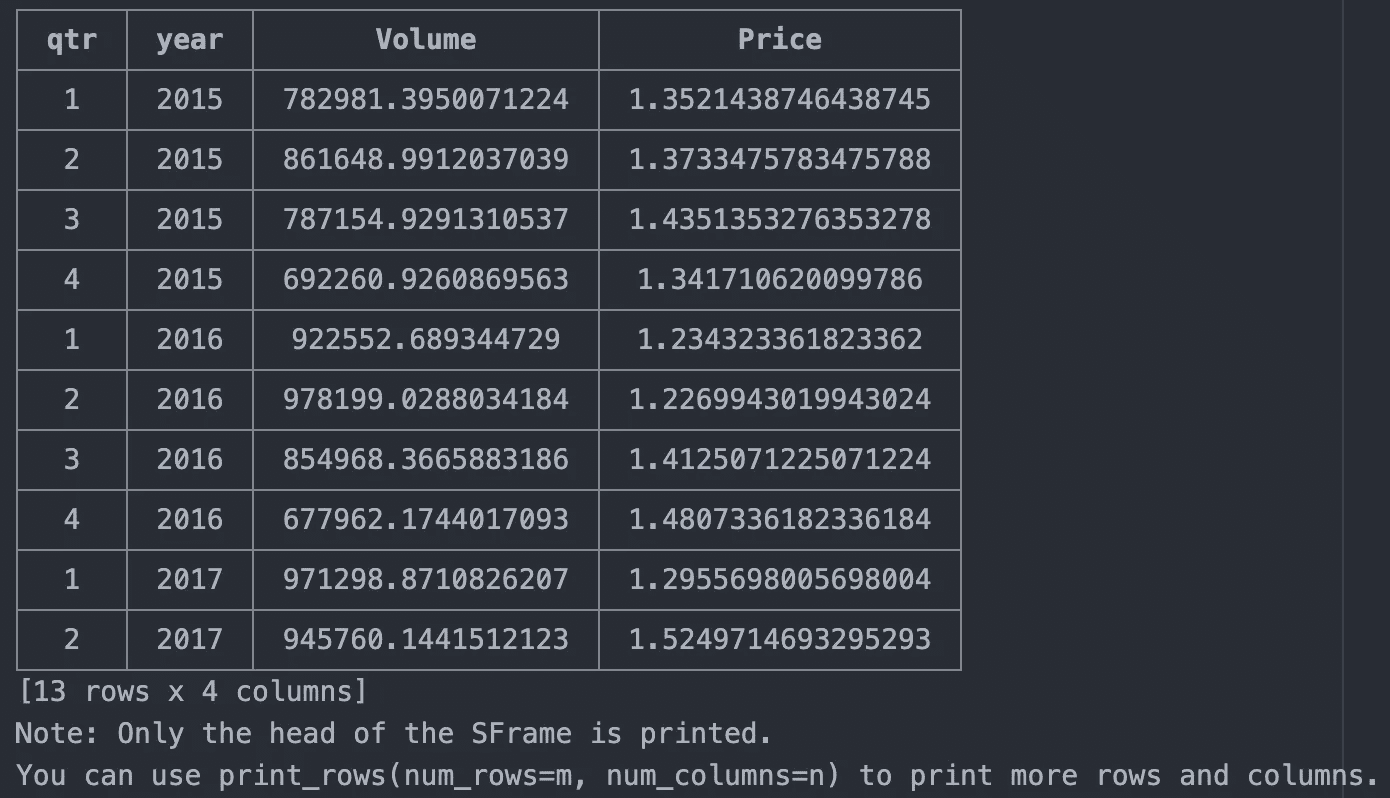 qtr year Volume Price
1 2015 782981.3950071224 1.3521438746438745
2 2015 861648.9912037039 1.3733475783475788
3 2015 787154.9291310537 1.4351353276353278
4 2015 692260.9260869563 1.341710620099786
1 2016 922552.689344729 1.234323361823362
2 2016 978199.0288034184 1.2269943019943024
3 2016 854968.3665883186 1.4125071225071224
4 2016 677962.1744017093 1.4807336182336184
1 2017 971298.8710826207 1.2955698005698004
2 2017 945760.1441512123 1.5249714693295293
[13 rows x 4 columns]
Note: Only the head of the SFrame is printed.
You can use print_rows(num_rows=m, num_columns=n) to print more rows and columns.